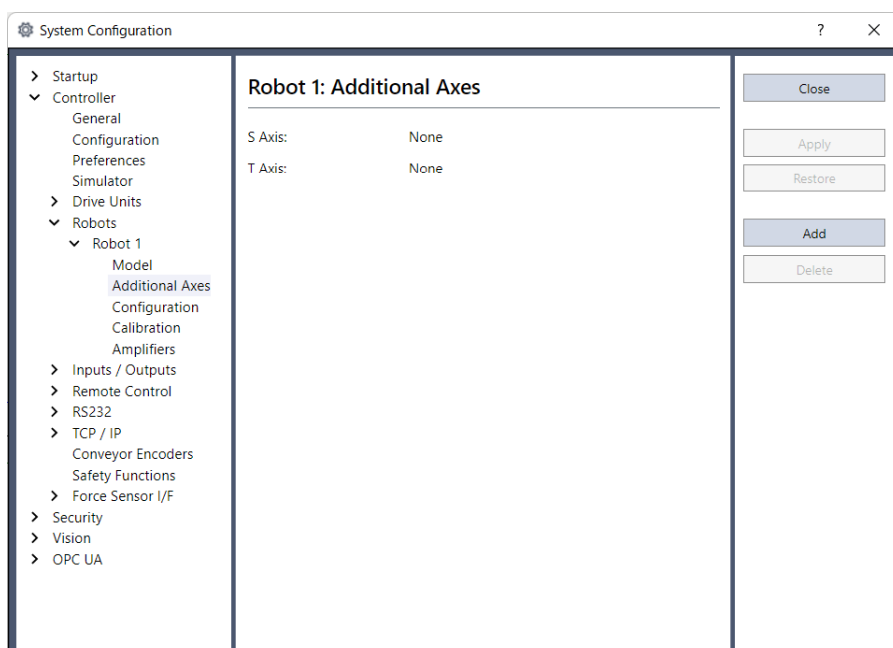 System Configuration
?
Startup
Controller
General
Configuration
Preferences
Simulator
Drive Units
Robots
Robot 1
Model
Additional Axes
Configuration
Calibration
Amplifiers
Inputs / Outputs
Remote Control
RS232
TCP / IP
Conveyor Encoders
Safety Functions
Force Sensor I/F
Security
Vision
OPC UA
Robot 1: Additional Axes
S Axis: None
T Axis: None
Close
Apply
Restore
Add
Delete